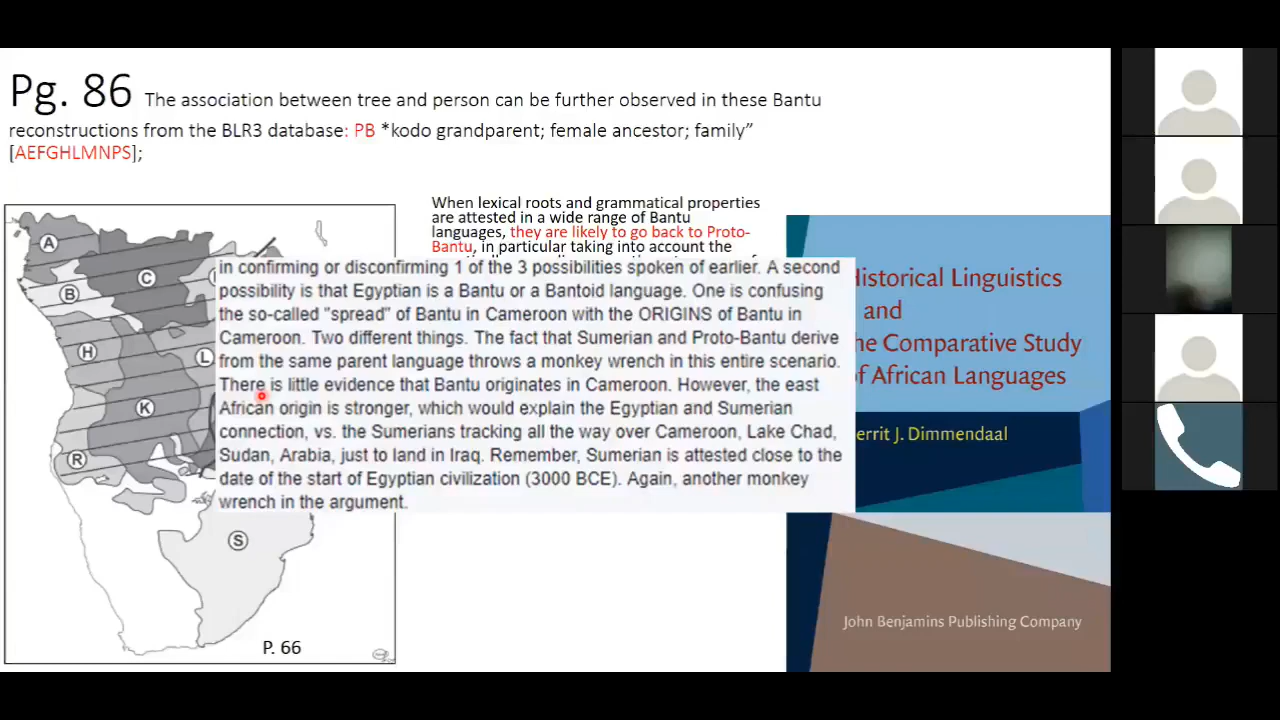 Pg. 86 The association between tree and person can be further observed in these Bantu
reconstructions from the BLR3 database: PB *kodo grandparent; female ancestor; family”
[AEFGHLMNPS];
When lexical roots and grammatical properties
are attested in a wide range of Bantu
languages, they are likely to go back to Proto-
Bantu, in particular taking into account the
in confirming or disconfirming 1 of the 3 possibilities spoken of earlier. A second
possibility is that Egyptian is a Bantu or a Bantoid language. One is confusing
the so-called "spread" of Bantu in Cameroon with the ORIGINS of Bantu in
Cameroon. Two different things. The fact that Sumerian and Proto-Bantu derive
from the same parent language throws a monkey wrench in this entire scenario.
There is little evidence that Bantu originates in Cameroon. However, the east
African origin is stronger, which would explain the Egyptian and Sumerian
connection, vs. the Sumerians tracking all the way over Cameroon, Lake Chad,
Sudan, Arabia, just to land in Iraq. Remember, Sumerian is attested close to the
date of the start of Egyptian civilization (3000 BCE). Again, another monkey
wrench in the argument.
A
B
C
H
L
K
R
S
P. 66
istorical Linguistics
and
he Comparative Study
of African Languages
errit J. Dimmendaal
John Benjamins Publishing Company